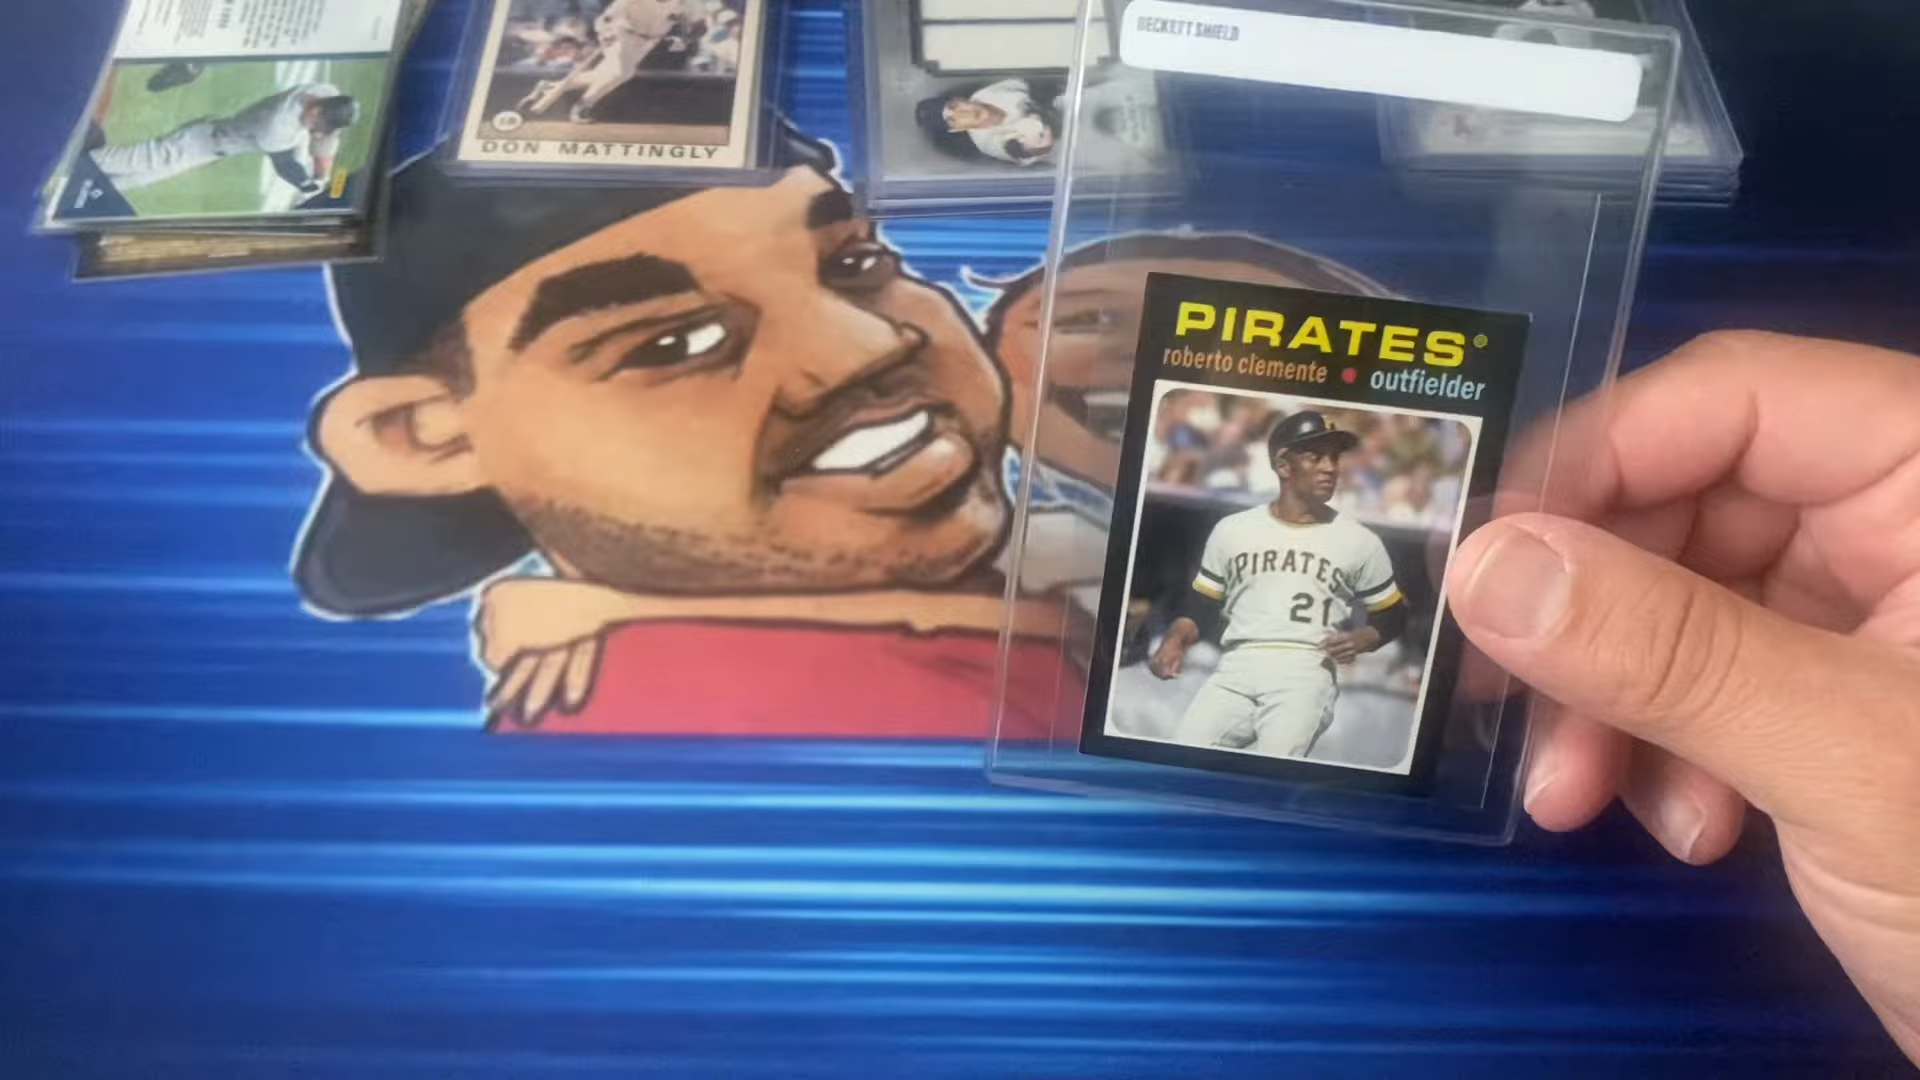 BECKETT SHIELD
DON MATTINGLY
PIRATES®
roberto clemente • outfielder
PIRATES
21